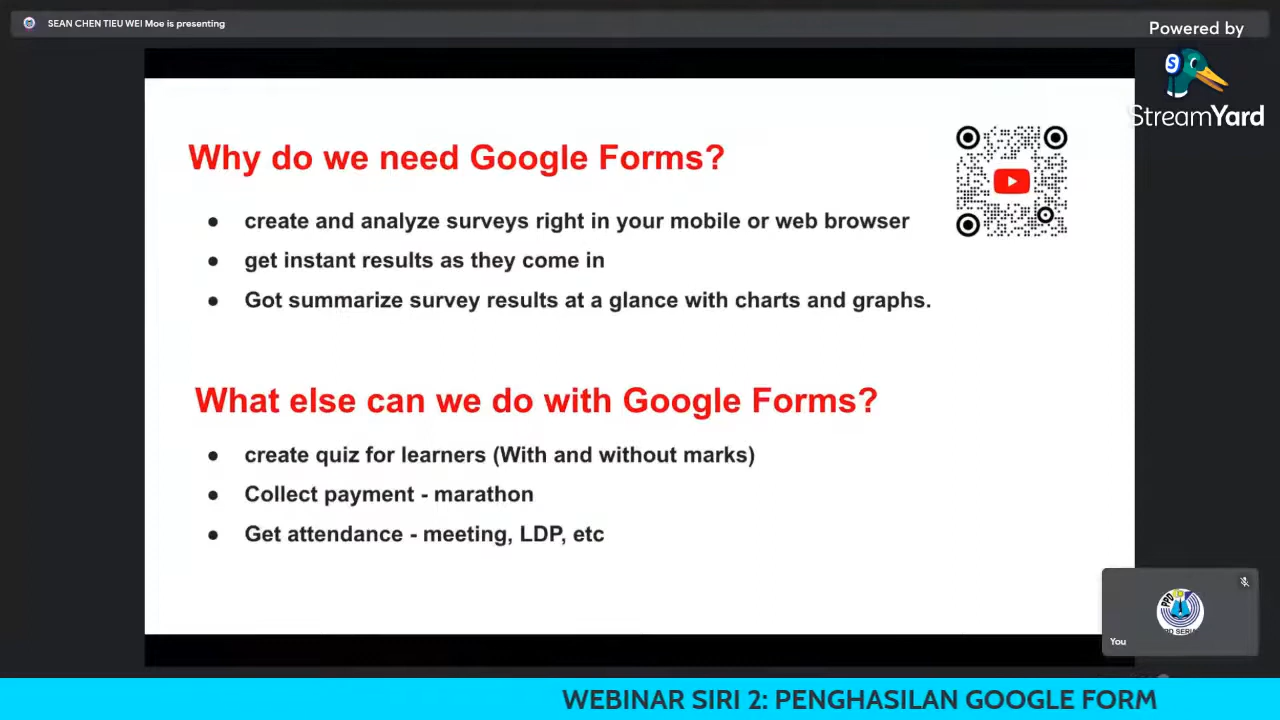 SEAN CHEN TIEU WEI Moe is presenting
Powered by
S
StreamYard
Why do we need Google Forms?
● create and analyze surveys right in your mobile or web browser
● get instant results as they come in
● Got summarize survey results at a glance with charts and graphs.
What else can we do with Google Forms?
● create quiz for learners (With and without marks)
● Collect payment - marathon
● Get attendance - meeting, LDP, etc
PPD
You
WEBINAR SIRI 2: PENGHASILAN GOOGLE FORM